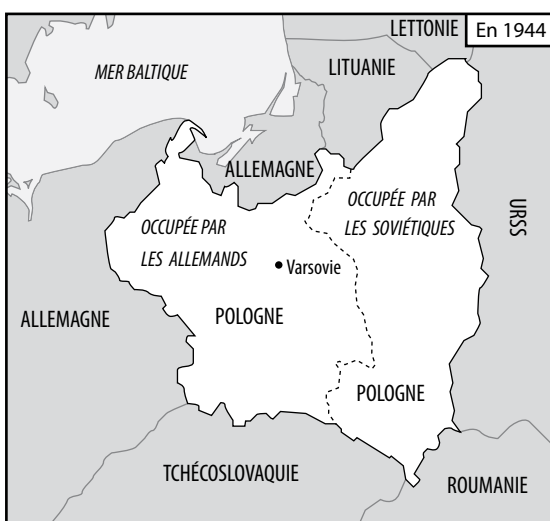 LETTONIE
En 1944
MER BALTIQUE
LITUANIE
ALLEMAGNE
OCCUPÉE PAR
LES SOVIÉTIQUES
URSS
OCCUPÉE PAR
LES ALLEMANDS
Varsovie
ALLEMAGNE
POLOGNE
POLOGNE
TCHÉCOSLOVAQUIE
ROUMANIE